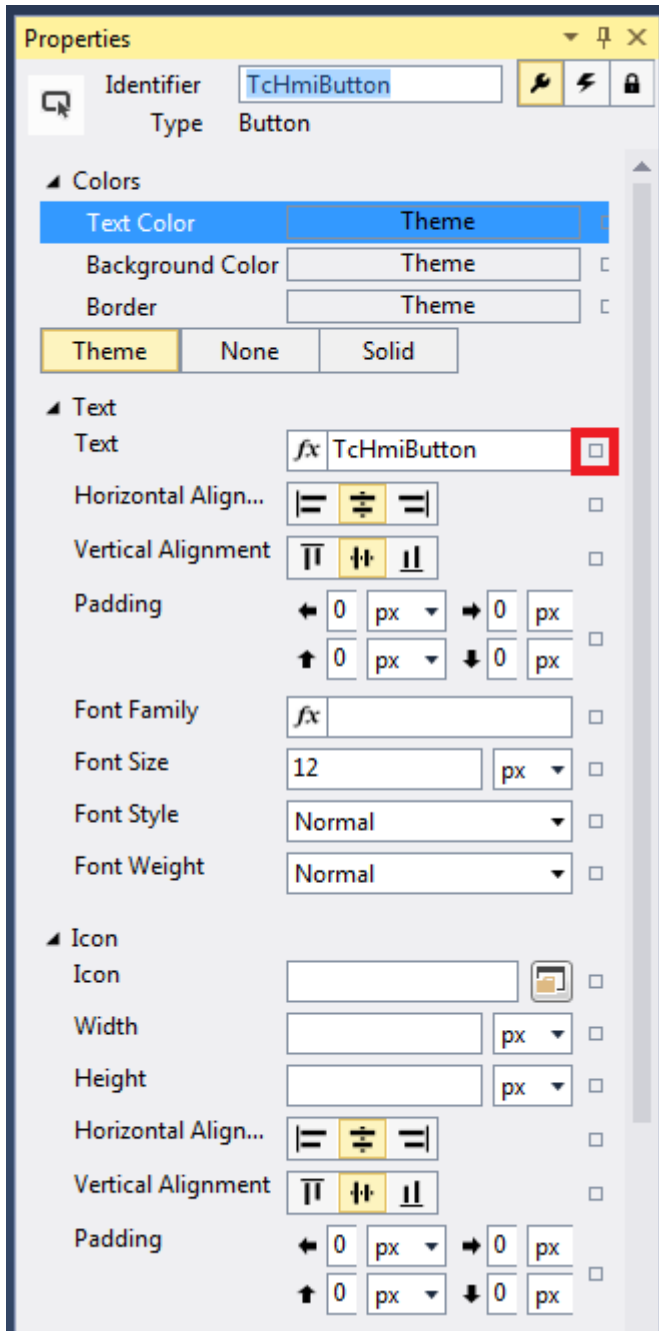 Properties
Identifier TcHmiButton
Type Button
Colors
Text Color Theme
Background Color Theme
Border Theme
Theme None Solid
Text
Text fx TcHmiButton
Horizontal Align...
Vertical Alignment
Padding 0 px 0 px
0 px 0 px
Font Family fx
Font Size 12 px
Font Style Normal
Font Weight Normal
Icon
Icon
Width px
Height px
Horizontal Align...
Vertical Alignment
Padding 0 px 0 px
0 px 0 px